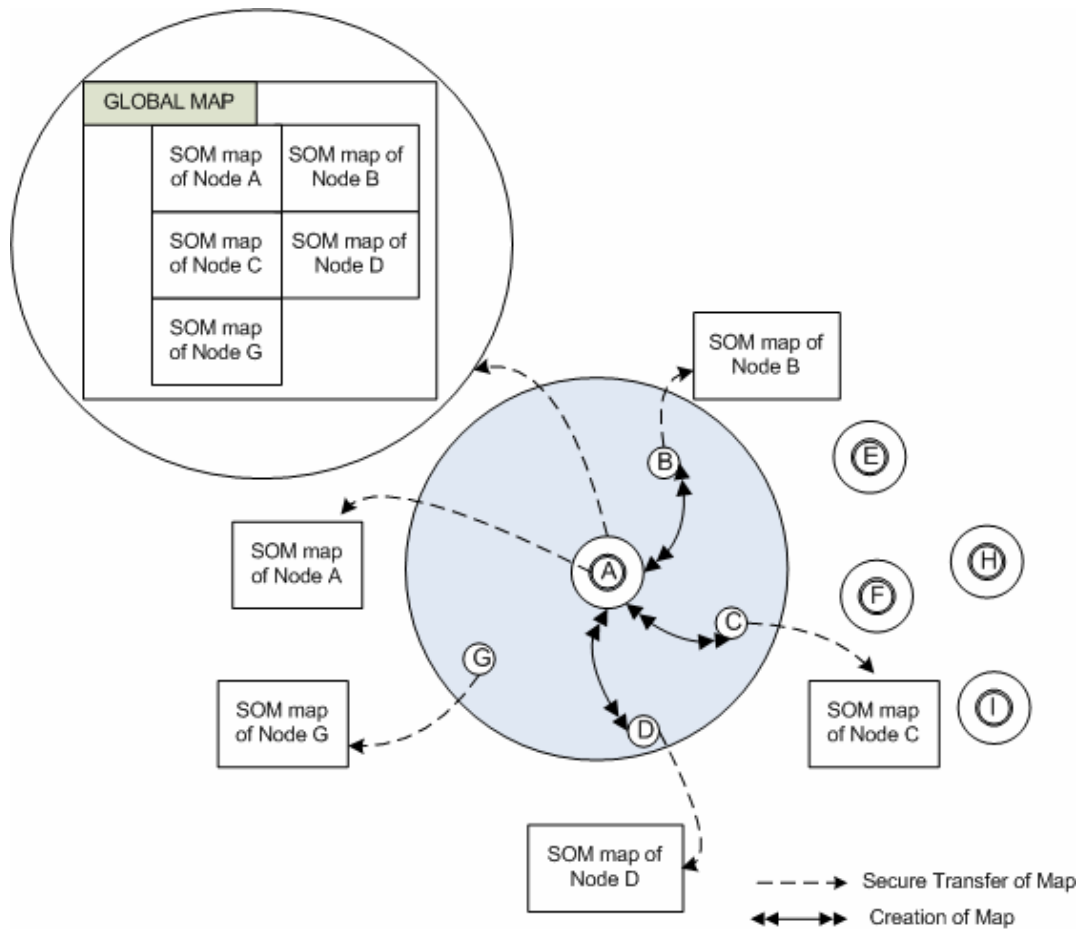 GLOBAL MAP
SOM map
of Node A
SOM map of
Node B
SOM map
of Node C
SOM map of
Node D
SOM map
of Node G
SOM map of
Node B
B
E
SOM map
of Node A
A
H
F
C
G
SOM map
of Node G
D
SOM map
of Node C
I
SOM map of
Node D
Secure Transfer of Map
Creation of Map